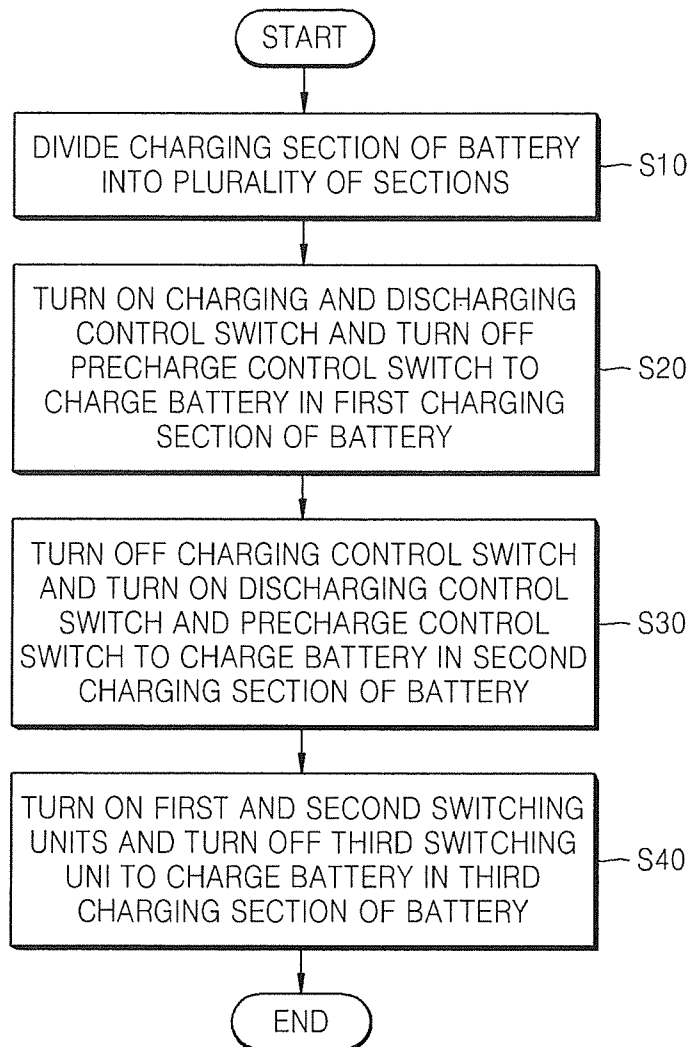 START
DIVIDE CHARGING SECTION OF BATTERY
INTO PLURALITY OF SECTIONS
S10
TURN ON CHARGING AND DISCHARGING
CONTROL SWITCH AND TURN OFF
PRECHARGE CONTROL SWITCH TO
CHARGE BATTERY IN FIRST CHARGING
SECTION OF BATTERY
S20
TURN OFF CHARGING CONTROL SWITCH
AND TURN ON DISCHARGING CONTROL
SWITCH AND PRECHARGE CONTROL
SWITCH TO CHARGE BATTERY IN SECOND
CHARGING SECTION OF BATTERY
S30
TURN ON FIRST AND SECOND SWITCHING
UNITS AND TURN OFF THIRD SWITCHING
UNI TO CHARGE BATTERY IN THIRD
CHARGING SECTION OF BATTERY
S40
END